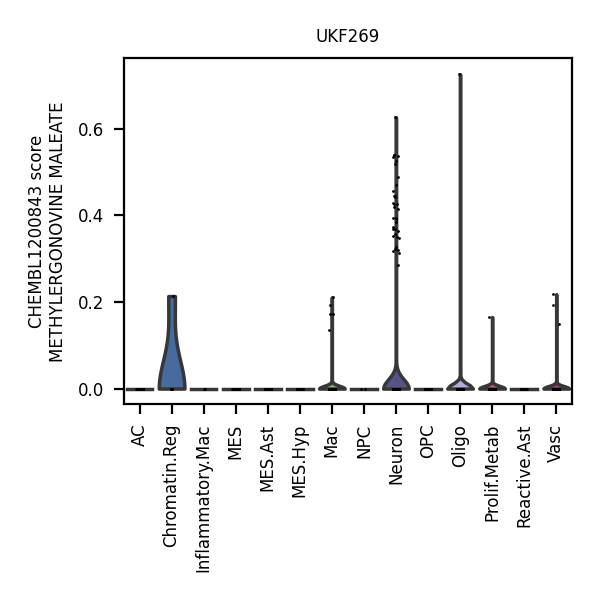 UKF269
CHEMBL1200843 score
METHYLERGONOVINE MALEATE
0.6
0.4
0.2
0.0
AC
Chromatin.Reg
Inflammatory.Mac
MES
MES.Ast
MES.Hyp
Mac
NPC
Neuron
OPC
Oligo
Prolif.Metab
Reactive.Ast
Vasc